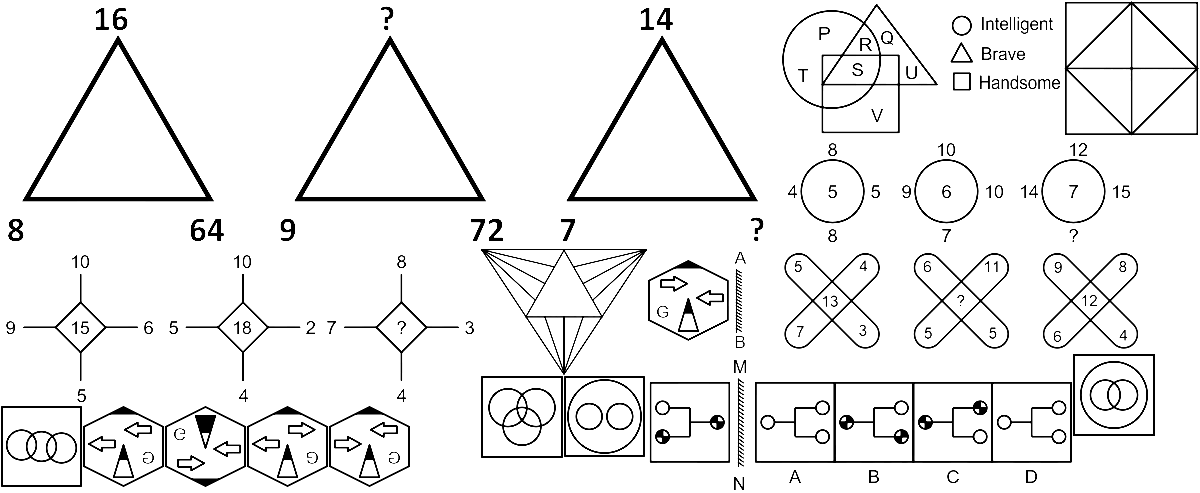 16 ? 14
8 64 9 72 7 ?
P Q R S T U V
Intelligent
Brave
Handsome
8
4 5 5
8
10
9 6 10
7
12
14 7 15
?
10
9 15 6
5
10
5 18 2
4
8
7 ? 3
4
G
A
B
5 4
13
7 3
6 11
?
5 5
9 8
12
6 4
M
N
G G G G
A B C D